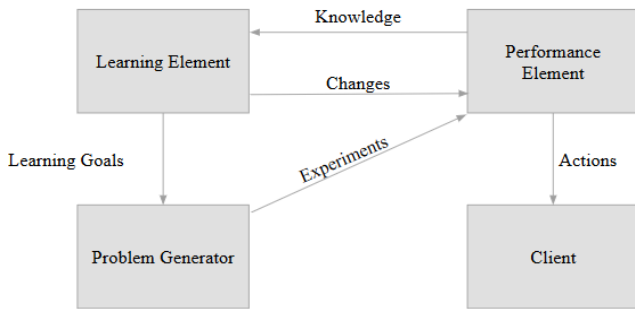 Knowledge
Learning Element
Performance
Element
Changes
Learning Goals
Experiments
Actions
Problem Generator
Client